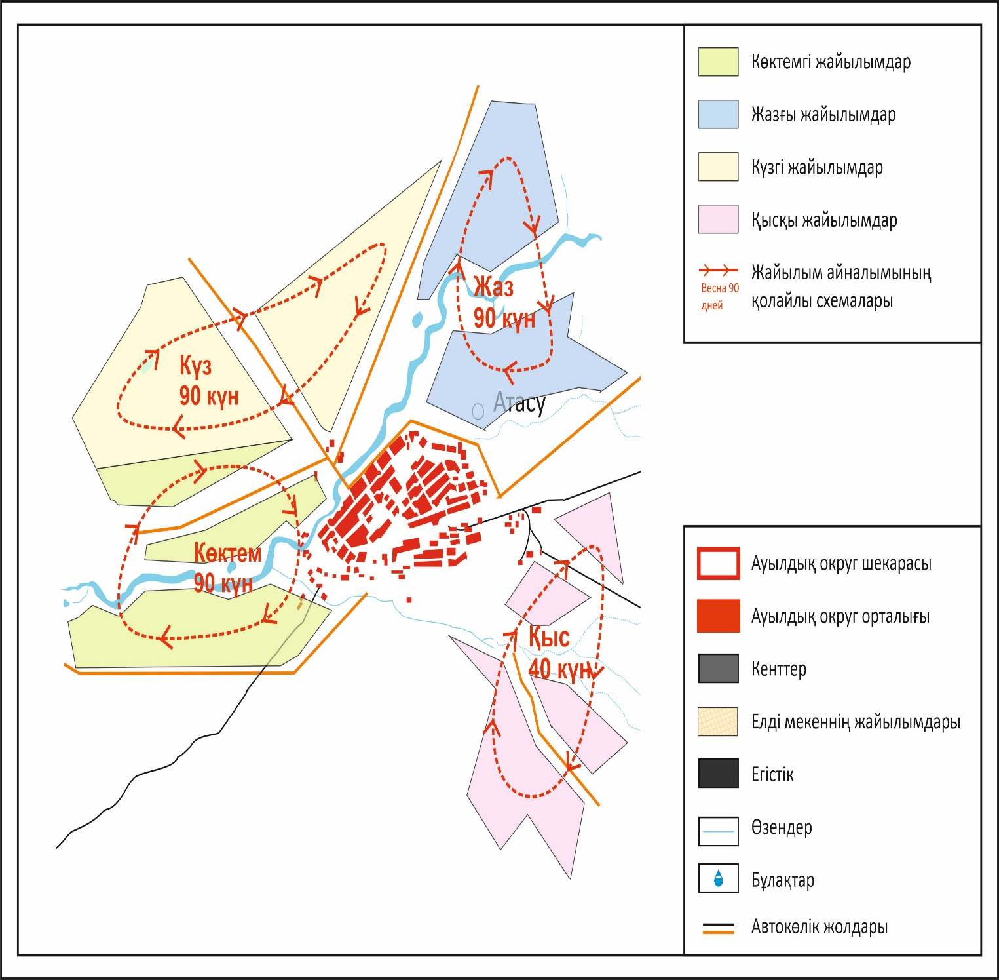 Көктемгі жайылымдар
Жазғы жайылымдар
Күзгі жайылымдар
Қысқы жайылымдар
Жайылым айналымының
қолайлы схемалары
Весна 90
дней
Жаз
90 күн
Күз
90 күн
Атасу
Көктем
90 күн
Қыс
40 күн
Ауылдық округ шекарасы
Ауылдық округ орталығы
Кенттер
Елді мекеннің жайылымдары
Егістік
Өзендер
Бұлақтар
Автокөлік жолдары